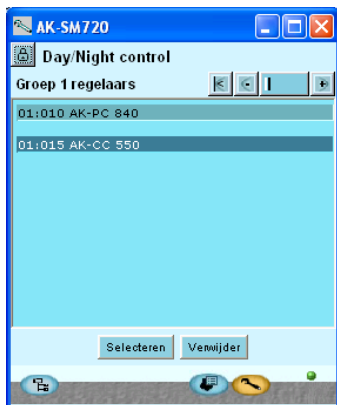 AK-SM720
Day/Night control
Groep 1 regelaars
01:010 AK-PC 840
01:015 AK-CC 550
Selecteren Verwijder